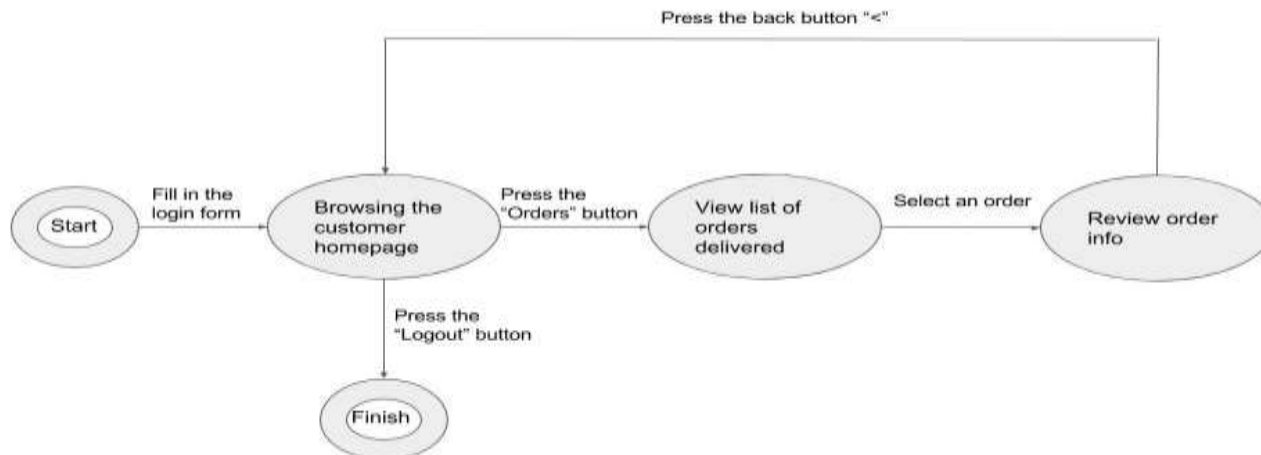 Press the back button “<”
Start
Fill in the
login form
Browsing the
customer
homepage
Press the
“Orders” button
View list of
orders
delivered
Select an order
Review order
info
Press the
“Logout” button
Finish